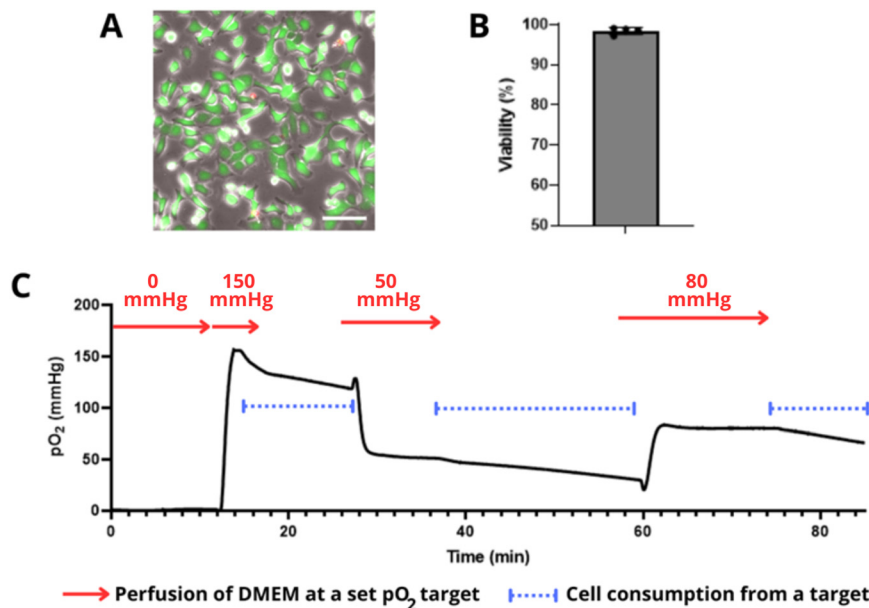 A
B
100
90
80
70
60
50
Viability (%)
C
0
mmHg
150
mmHg
50
mmHg
80
mmHg
200
150
100
50
0
pO₂ (mmHg)
0 20 40 60 80
Time (min)
Perfusion of DMEM at a set pO₂ target
Cell consumption from a target